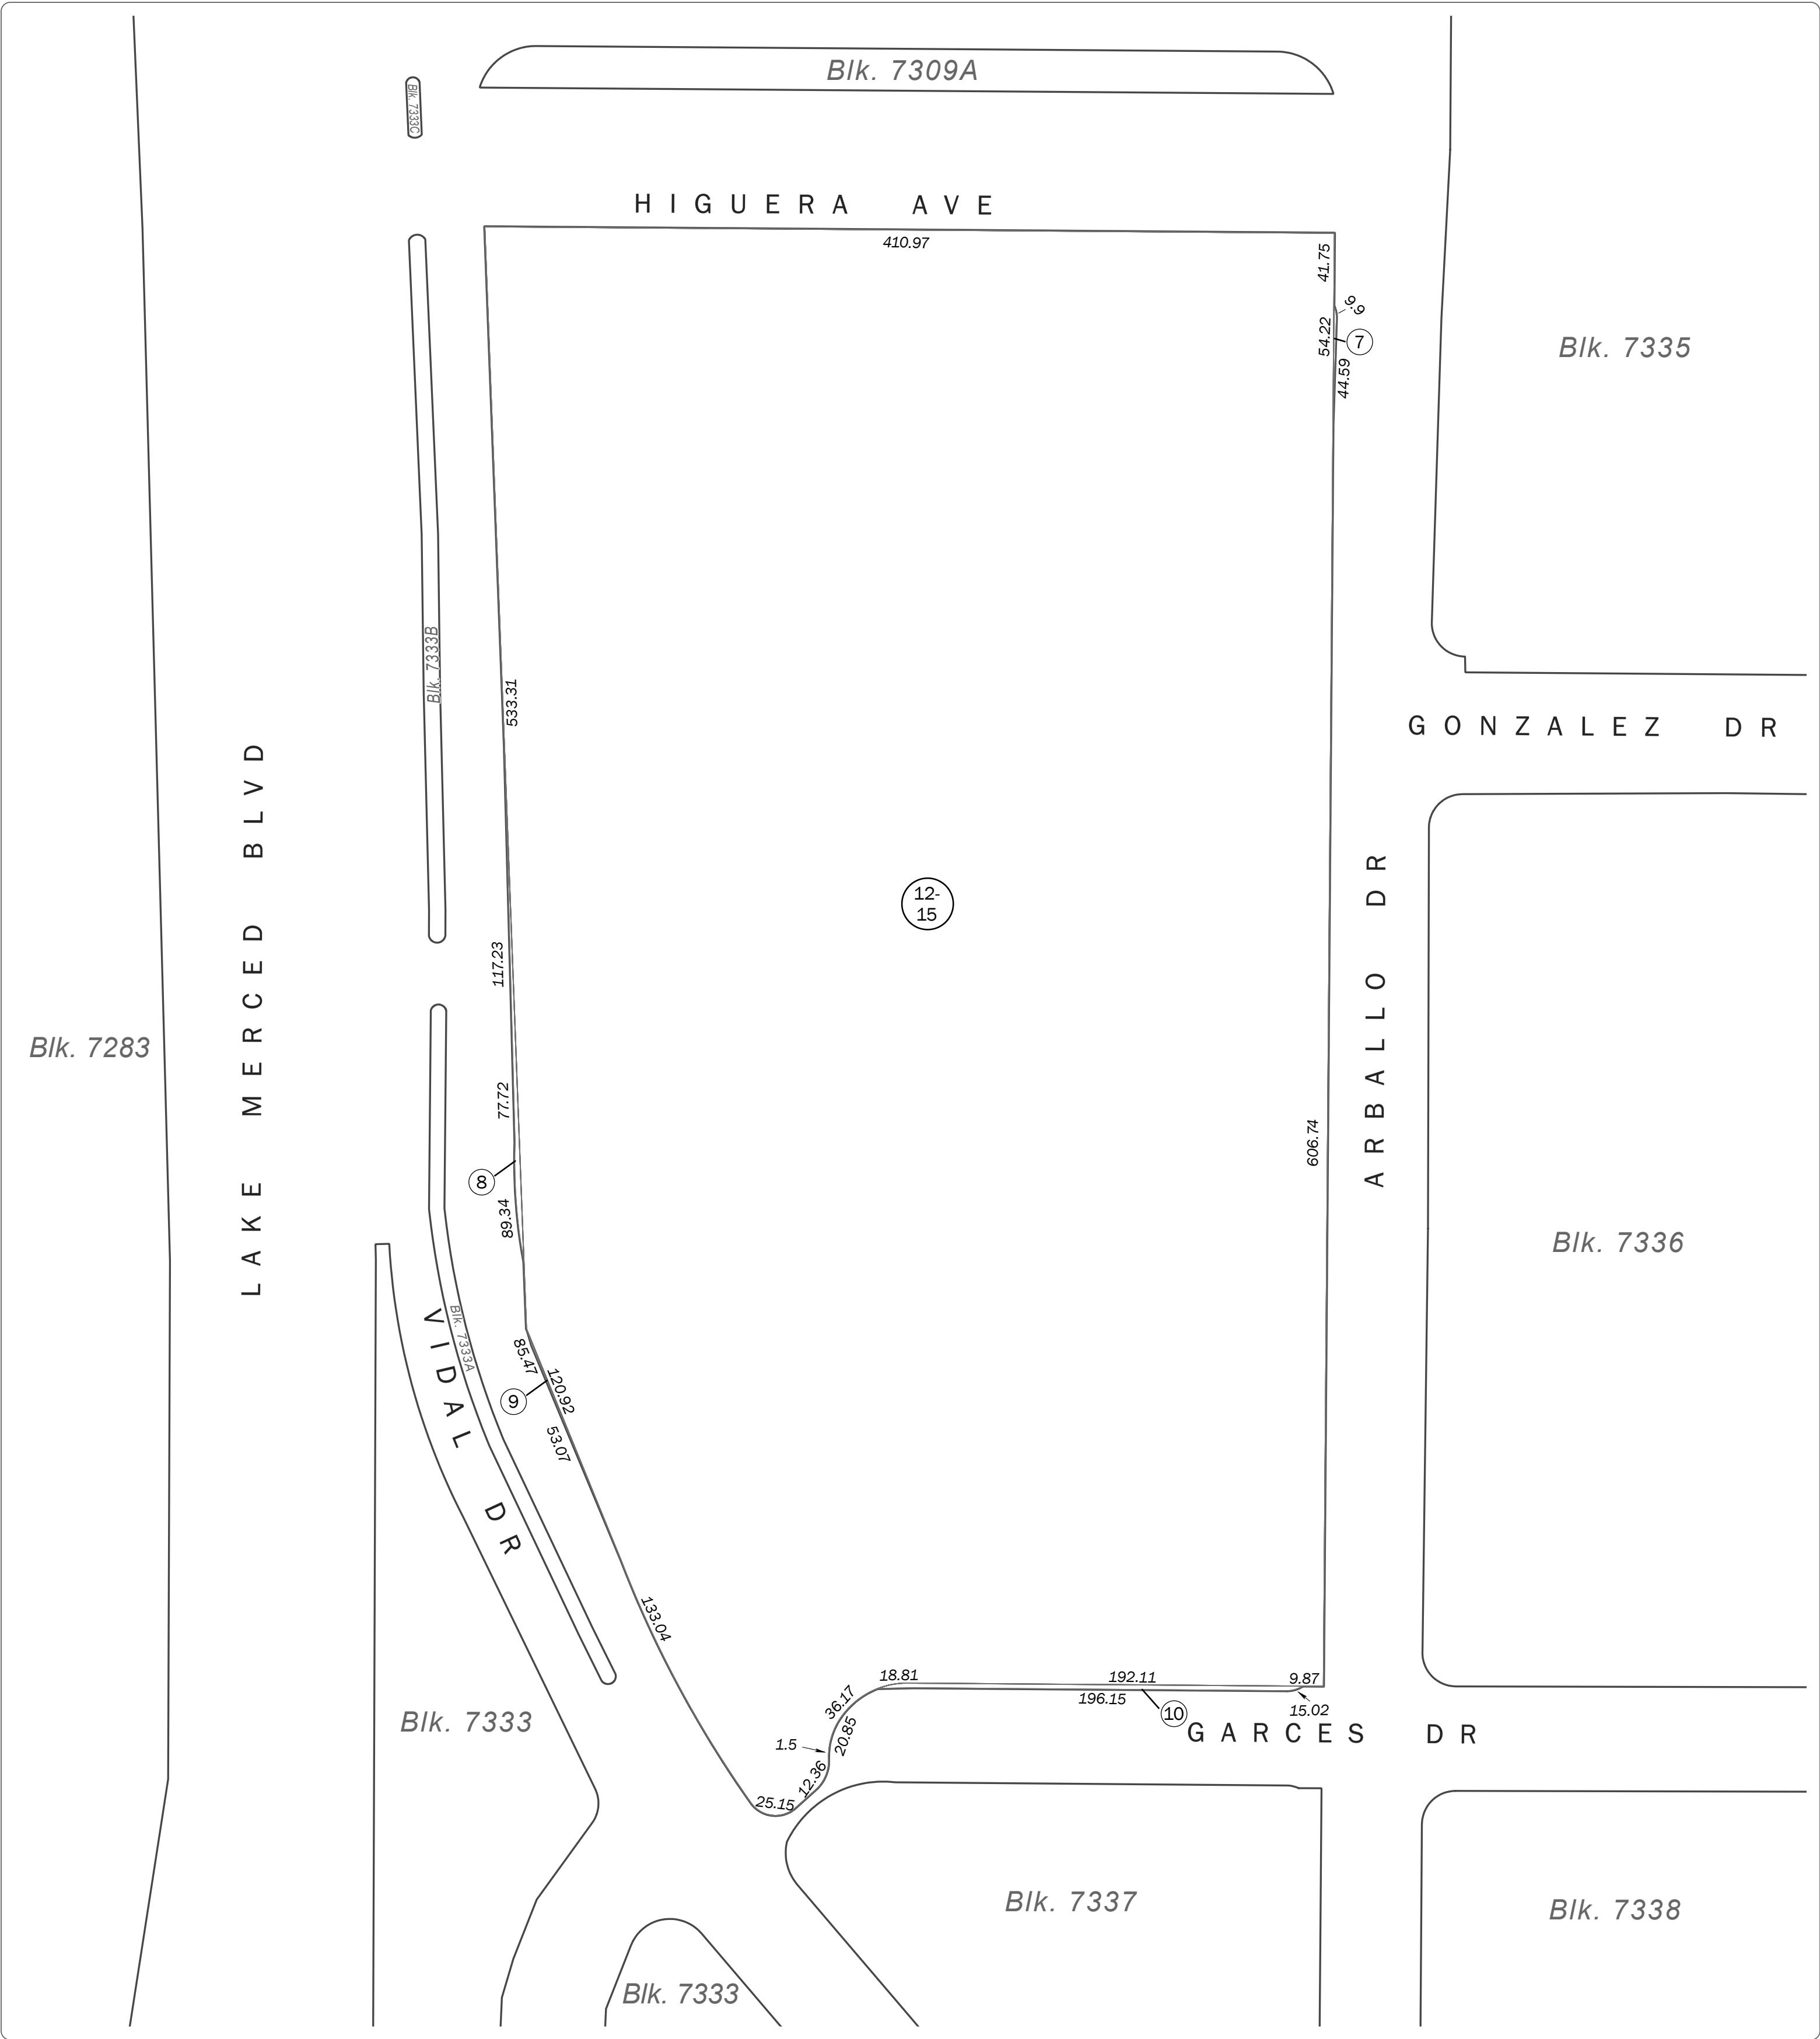 Blk. 7309A
Blk. 7333C
HIGUERA AVE
410.97
41.75
9.9
54.22
7
44.59
Blk. 7335
Blk. 7333B
533.31
GONZALEZ DR
LAKE MERCED BLVD
12-
15
ARBALLO DR
117.23
Blk. 7283
77.72
606.74
8
89.34
Blk. 7336
VIDAL DR
Blk. 7333A
85.47
120.92
9
53.07
133.04
18.81
192.11
9.87
36.17
196.15
10
15.02
Blk. 7333
20.85
1.5
GARCES DR
12.36
25.15
Blk. 7337
Blk. 7338
Blk. 7333